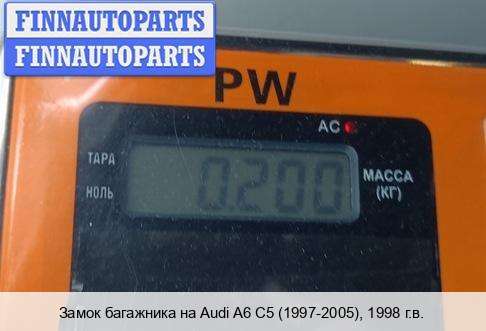 FINNAUTOPARTS
FINNAUTOPARTS
PW
AC
ТАРА
НОЛЬ
0.200
МАССА
(КГ)
Замок багажника на Audi A6 C5 (1997-2005), 1998 г.в.